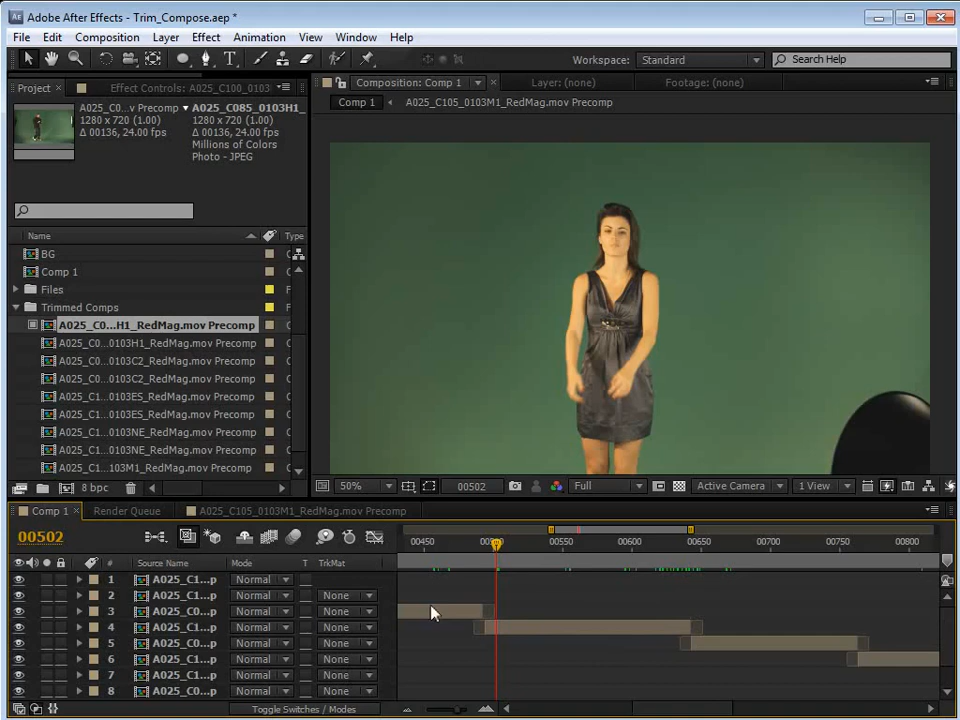 Adobe After Effects - Trim_Compose.aep *
File Edit Composition Layer Effect Animation View Window Help
Workspace: Standard Search Help
Project Effect Controls: A025_C100_0103 Composition: Comp 1 Layer: (none) Footage: (none)
Comp 1 A025_C105_0103M1_RedMag.mov Precomp
A025_C0...v Precomp A025_C085_0103H1_
1280 x 720 (1.00) 1280 x 720 (1.00)
Δ 00136, 24.00 fps Δ 00136, 24.00 fps
Millions of Colors
Photo - JPEG
Name Type
BG
Comp 1
Files
Trimmed Comps
A025_C0...H1_RedMag.mov Precomp
A025_C0...0103H1_RedMag.mov Precomp
A025_C0...0103C2_RedMag.mov Precomp
A025_C0...0103C2_RedMag.mov Precomp
A025_C1...0103ES_RedMag.mov Precomp
A025_C1...0103ES_RedMag.mov Precomp
A025_C1...0103NE_RedMag.mov Precomp
A025_C1...0103NE_RedMag.mov Precomp
A025_C1...103M1_RedMag.mov Precomp
8 bpc 50% 00502 Full Active Camera 1 View
Comp 1 Render Queue A025_C105_0103M1_RedMag.mov Precomp
00502
00450 00550 00600 00650 00700 00750 00800
# Source Name Mode T TrkMat
1 A025_C1...p Normal
2 A025_C1...p Normal None
3 A025_C0...p Normal None
4 A025_C1...p Normal None
5 A025_C0...p Normal None
6 A025_C1...p Normal None
7 A025_C1...p Normal None
8 A025_C0...p Normal None
Toggle Switches / Modes